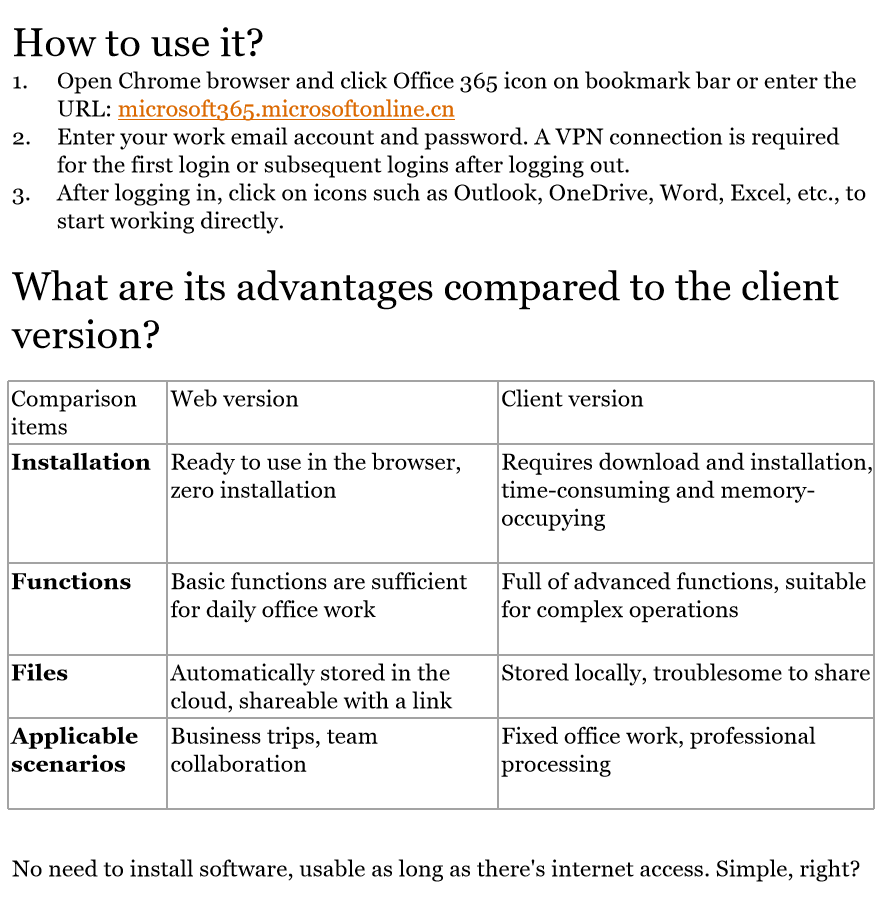 How to use it?
1. Open Chrome browser and click Office 365 icon on bookmark bar or enter the
URL: microsoft365.microsoftonline.cn
2. Enter your work email account and password. A VPN connection is required
for the first login or subsequent logins after logging out.
3. After logging in, click on icons such as Outlook, OneDrive, Word, Excel, etc., to
start working directly.
What are its advantages compared to the client
version?
Comparison
items
Web version
Client version
Installation
Ready to use in the browser,
zero installation
Requires download and installation,
time-consuming and memory-
occupying
Functions
Basic functions are sufficient
for daily office work
Full of advanced functions, suitable
for complex operations
Files
Automatically stored in the
cloud, shareable with a link
Stored locally, troublesome to share
Applicable
scenarios
Business trips, team
collaboration
Fixed office work, professional
processing
No need to install software, usable as long as there's internet access. Simple, right?